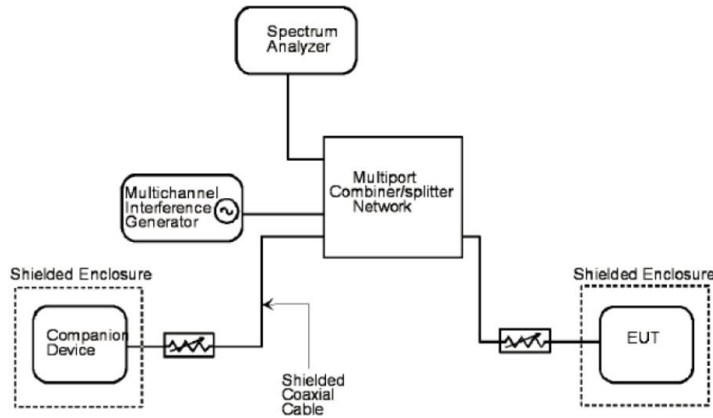 Spectrum
Analyzer
Multiport
Combiner/splitter
Network
Multichannel
Interference
Generator
Shielded Enclosure
Companion
Device
Shielded
Coaxial
Cable
Shielded Enclosure
EUT